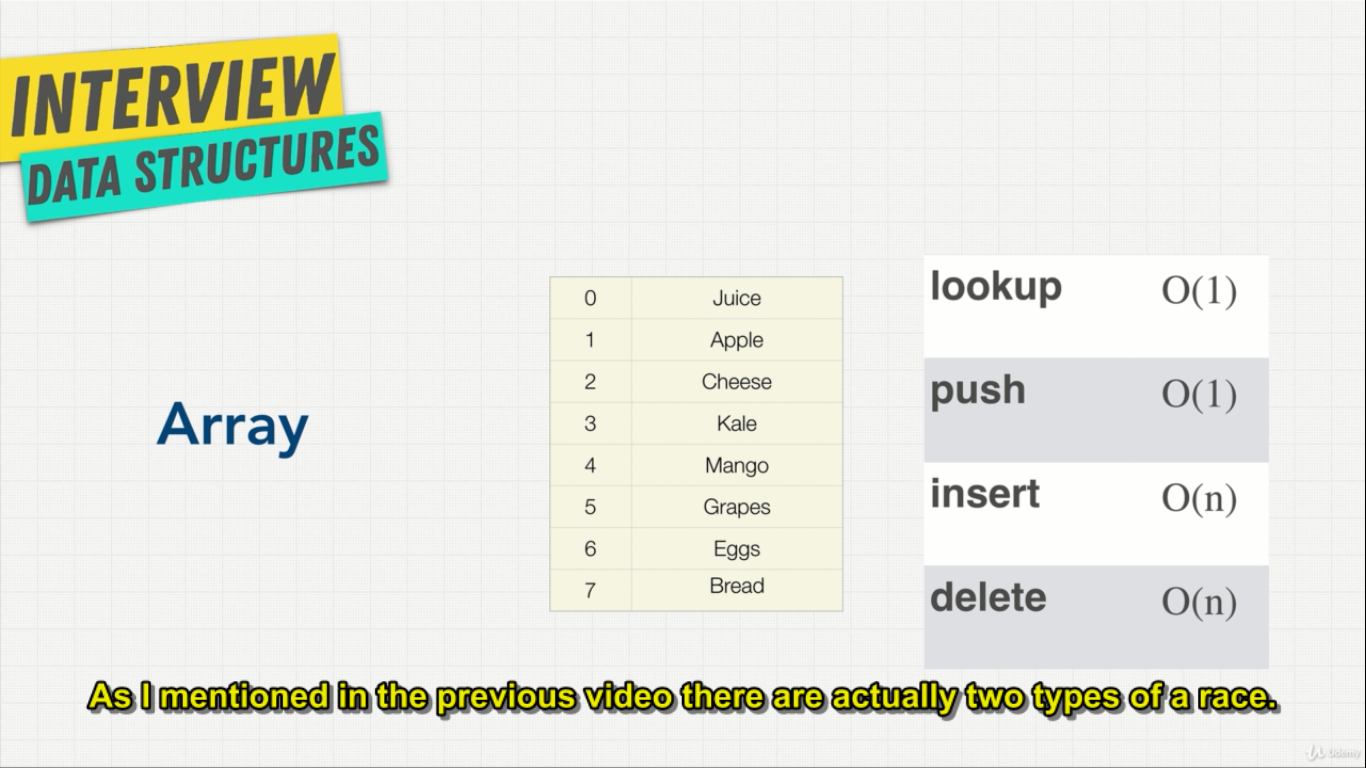 INTERVIEW
DATA STRUCTURES
Array
0 Juice
1 Apple
2 Cheese
3 Kale
4 Mango
5 Grapes
6 Eggs
7 Bread
lookup O(1)
push O(1)
insert O(n)
delete O(n)
As I mentioned in the previous video there are actually two types of a race.
Udemy